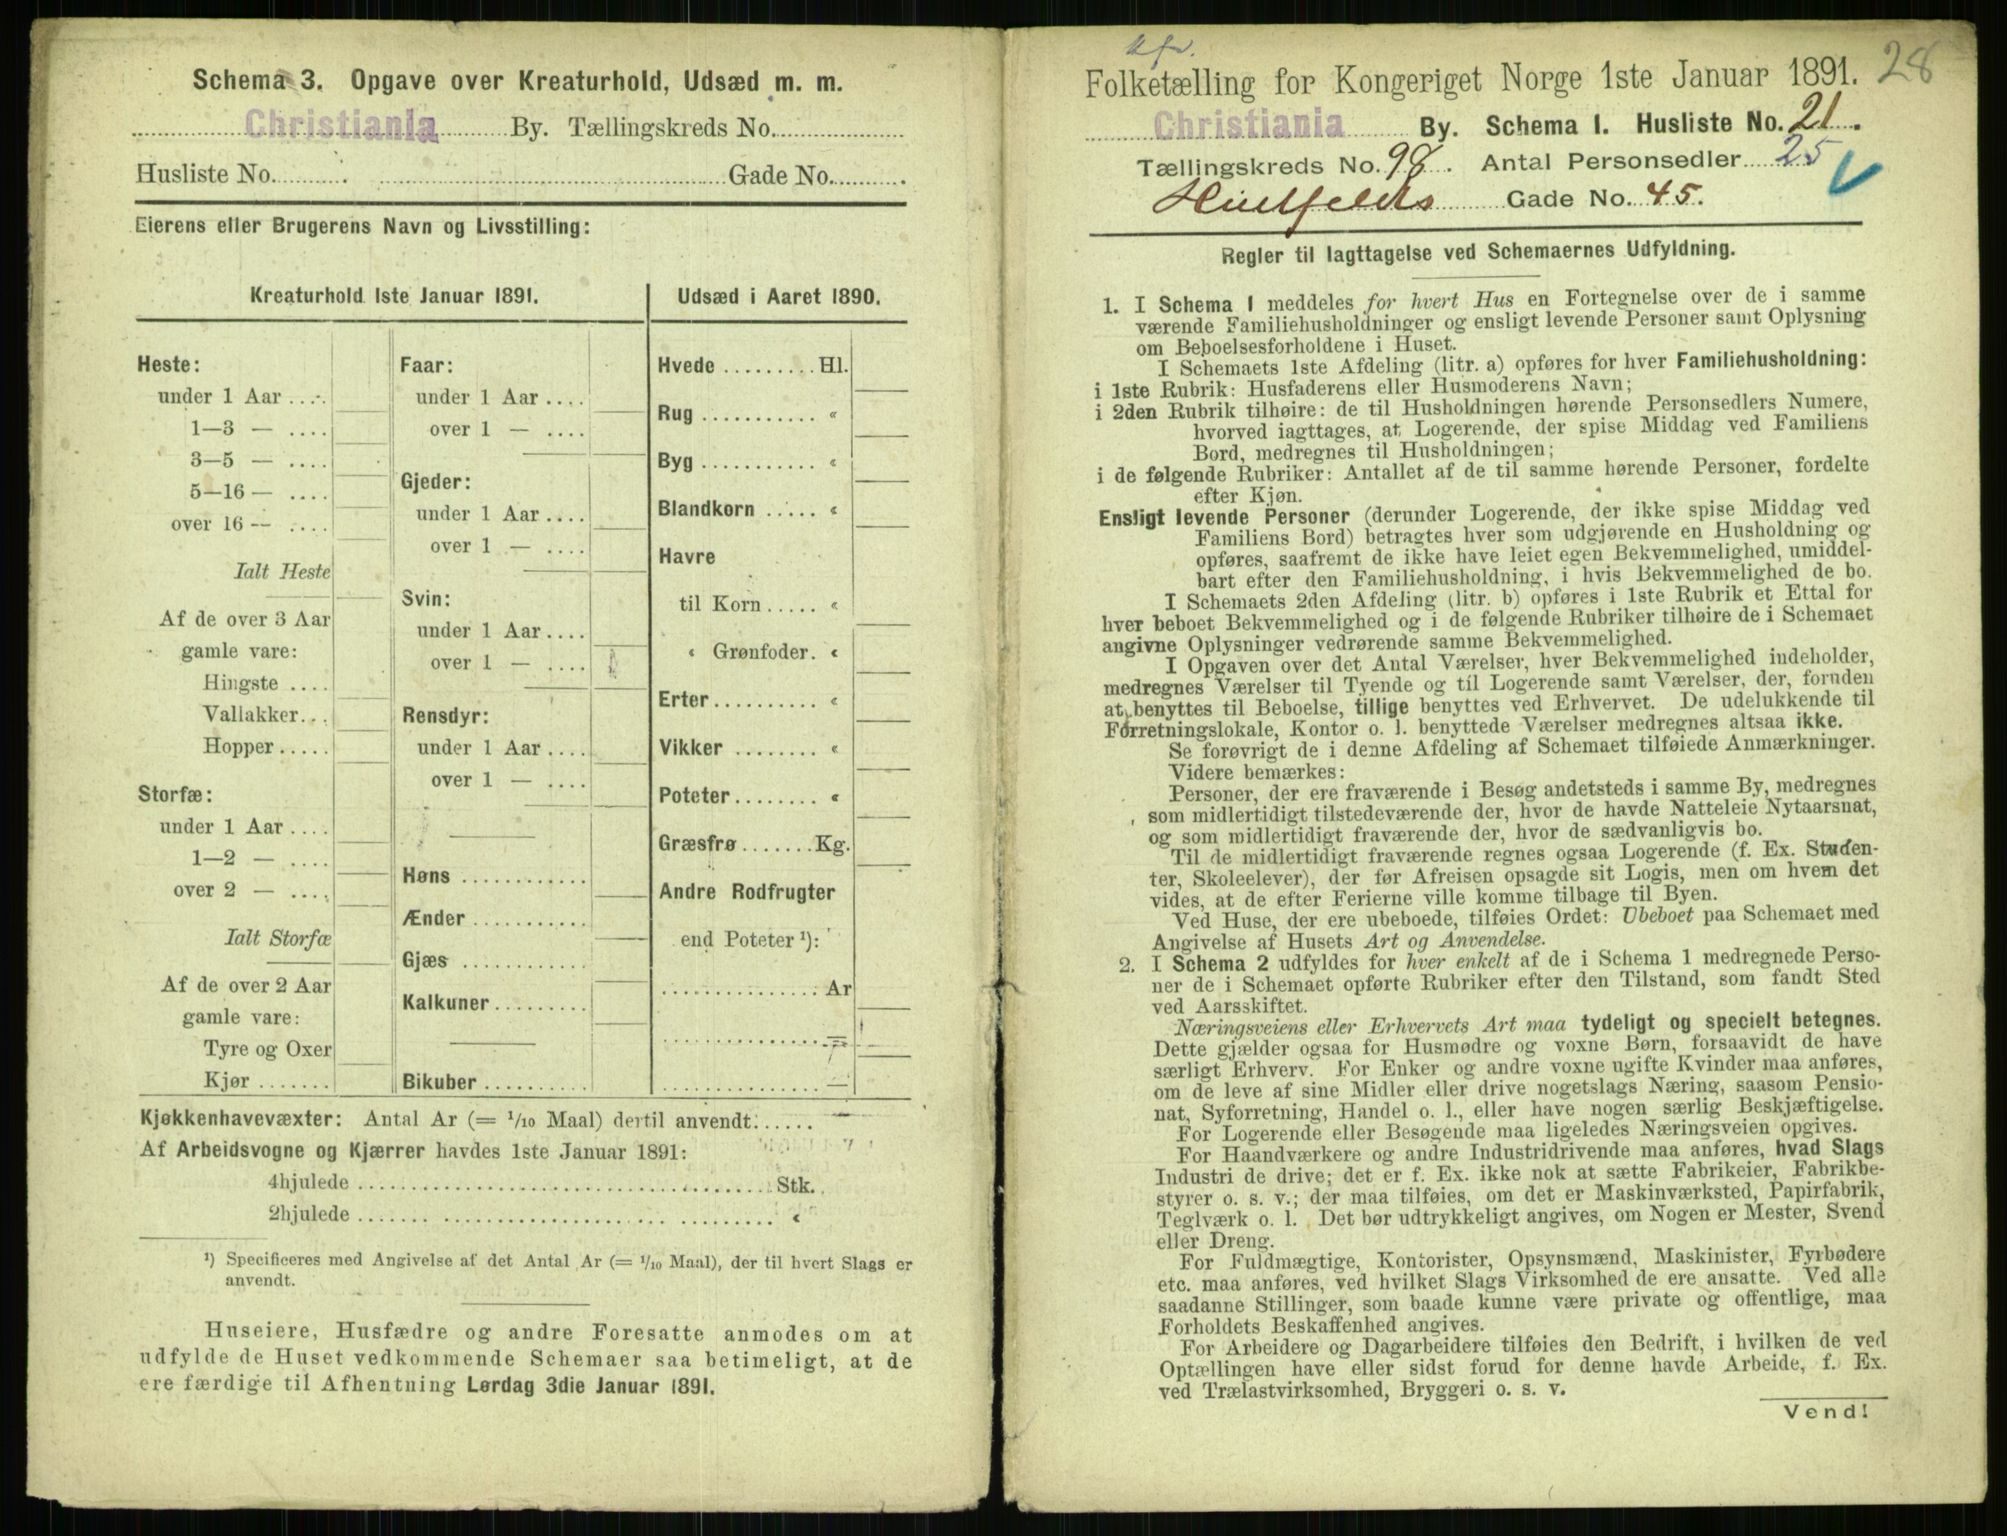 Schema 3. Opgave over Kreaturhold, Udsæd m. m.
Christiania By. Tællingskreds No.
Husliste No. Gade No.
Eierens eller Brugerens Navn og Livsstilling:
Kreaturhold 1ste Januar 1891.
Heste:
under 1 Aar ....
1—3 — ....
3—5 — ....
5—16 — ....
over 16 — ....
Ialt Heste
Af de over 3 Aar
gamle vare:
Hingste ....
Vallakker...
Hopper.....
Storfæ:
under 1 Aar ....
1—2 — ....
over 2 — ....
Ialt Storfæ
Af de over 2 Aar
gamle vare:
Tyre og Oxer
Kjør.......
Faar:
under 1 Aar ....
over 1 — ....
Gjeder:
under 1 Aar ....
over 1 — ....
Svin:
under 1 Aar ....
over 1 — ....
Rensdyr:
under 1 Aar ....
over 1 — ....
Høns ............
Ænder ...........
Gjæs ............
Kalkuner .........
Bikuber ..........
Udsæd i Aaret 1890.
Hvede ......... Hl.
Rug ........... «
Byg ........... «
Blandkorn ..... «
Havre
til Korn ..... «
« Grønfoder. «
Erter .......... «
Vikker ........ «
Poteter ........ «
Græsfrø ....... Kg.
Andre Rodfrugter
end Poteter ¹):
............... Ar
............... —
............... —
Kjøkkenhavevæxter: Antal Ar (= 1/10 Maal) dertil anvendt:.....
Af Arbeidsvogne og Kjærrer havdes 1ste Januar 1891:
4hjulede ........................................ Stk.
2hjulede ........................................ «
¹) Specificeres med Angivelse af det Antal Ar (= 1/10 Maal), der til hvert Slags er
anvendt.
Huseiere, Husfædre og andre Foresatte anmodes om at
udfylde de Huset vedkommende Schemaer saa betimeligt, at de
ere færdige til Afhentning Lørdag 3die Januar 1891.
28
Folketælling for Kongeriget Norge 1ste Januar 1891.
Christiania By. Schema 1. Husliste No. 21.
Tællingskreds No. 98. Antal Personsedler 25
Gade No. 45.
Regler til Iagttagelse ved Schemaernes Udfyldning.
1. I Schema 1 meddeles for hvert Hus en Fortegnelse over de i samme
værende Familiehusholdninger og ensligt levende Personer samt Oplysning
om Beboelsesforholdene i Huset.
I Schemaets 1ste Afdeling (litr. a) opføres for hver Familiehusholdning:
i 1ste Rubrik: Husfaderens eller Husmoderens Navn;
i 2den Rubrik tilhøire: de til Husholdningen hørende Personsedlers Numere,
hvorved iagttages, at Logerende, der spise Middag ved Familiens
Bord, medregnes til Husholdningen;
i de følgende Rubriker: Antallet af de til samme hørende Personer, fordelte
efter Kjøn.
Ensligt levende Personer (derunder Logerende, der ikke spise Middag ved
Familiens Bord) betragtes hver som udgjørende en Husholdning og
opføres, saafremt de ikke have leiet egen Bekvemmelighed, umiddel-
bart efter den Familiehusholdning, i hvis Bekvemmelighed de bo.
I Schemaets 2den Afdeling (litr. b) opføres i 1ste Rubrik et Ettal for
hver beboet Bekvemmelighed og i de følgende Rubriker tilhøire de i Schemaet
angivne Oplysninger vedrørende samme Bekvemmelighed.
I Opgaven over det Antal Værelser, hver Bekvemmelighed indeholder,
medregnes Værelser til Tyende og til Logerende samt Værelser, der, foruden
at benyttes til Beboelse, tillige benyttes ved Erhvervet. De udelukkende til
Forretningslokale, Kontor o. l. benyttede Værelser medregnes altsaa ikke.
Se forøvrigt de i denne Afdeling af Schemaet tilføiede Anmærkninger.
Videre bemærkes:
Personer, der ere fraværende i Besøg andetsteds i samme By, medregnes
som midlertidigt tilstedeværende der, hvor de havde Natteleie Nytaarsnat,
og som midlertidigt fraværende der, hvor de sædvanligvis bo.
Til de midlertidigt fraværende regnes ogsaa Logerende (f. Ex. Studen-
ter, Skoleelever), der før Afreisen opsagde sit Logis, men om hvem det
vides, at de efter Ferierne ville komme tilbage til Byen.
Ved Huse, der ere ubeboede, tilføies Ordet: Ubeboet paa Schemaet med
Angivelse af Husets Art og Anvendelse.
2. I Schema 2 udfyldes for hver enkelt af de i Schema 1 medregnede Perso-
ner de i Schemaet opførte Rubriker efter den Tilstand, som fandt Sted
ved Aarsskiftet.
Næringsveiens eller Erhvervets Art maa tydeligt og specielt betegnes.
Dette gjælder ogsaa for Husmødre og voxne Børn, forsaavidt de have
særligt Erhverv. For Enker og andre voxne ugifte Kvinder maa anføres,
om de leve af sine Midler eller drive nogetslags Næring, saasom Pensio-
nat, Syforretning, Handel o. l., eller have nogen særlig Beskjæftigelse.
For Logerende eller Besøgende maa ligeledes Næringsveien opgives.
For Haandværkere og andre Industridrivende maa anføres, hvad Slags
Industri de drive; det er f. Ex. ikke nok at sætte Fabrikeier, Fabrikbe-
styrer o. s. v.; der maa tilføies, om det er Maskinværksted, Papirfabrik,
Teglværk o. l. Det bør udtrykkeligt angives, om Nogen er Mester, Svend
eller Dreng.
For Fuldmægtige, Kontorister, Opsynsmænd, Maskinister, Fyrbødere
etc. maa anføres, ved hvilket Slags Virksomhed de ere ansatte. Ved alle
saadanne Stillinger, som baade kunne være private og offentlige, maa
Forholdets Beskaffenhed angives.
For Arbeidere og Dagarbeidere tilføies den Bedrift, i hvilken de ved
Optællingen have eller sidst forud for denne havde Arbeide, f. Ex.
ved Trælastvirksomhed, Bryggeri o. s. v.
Vend!